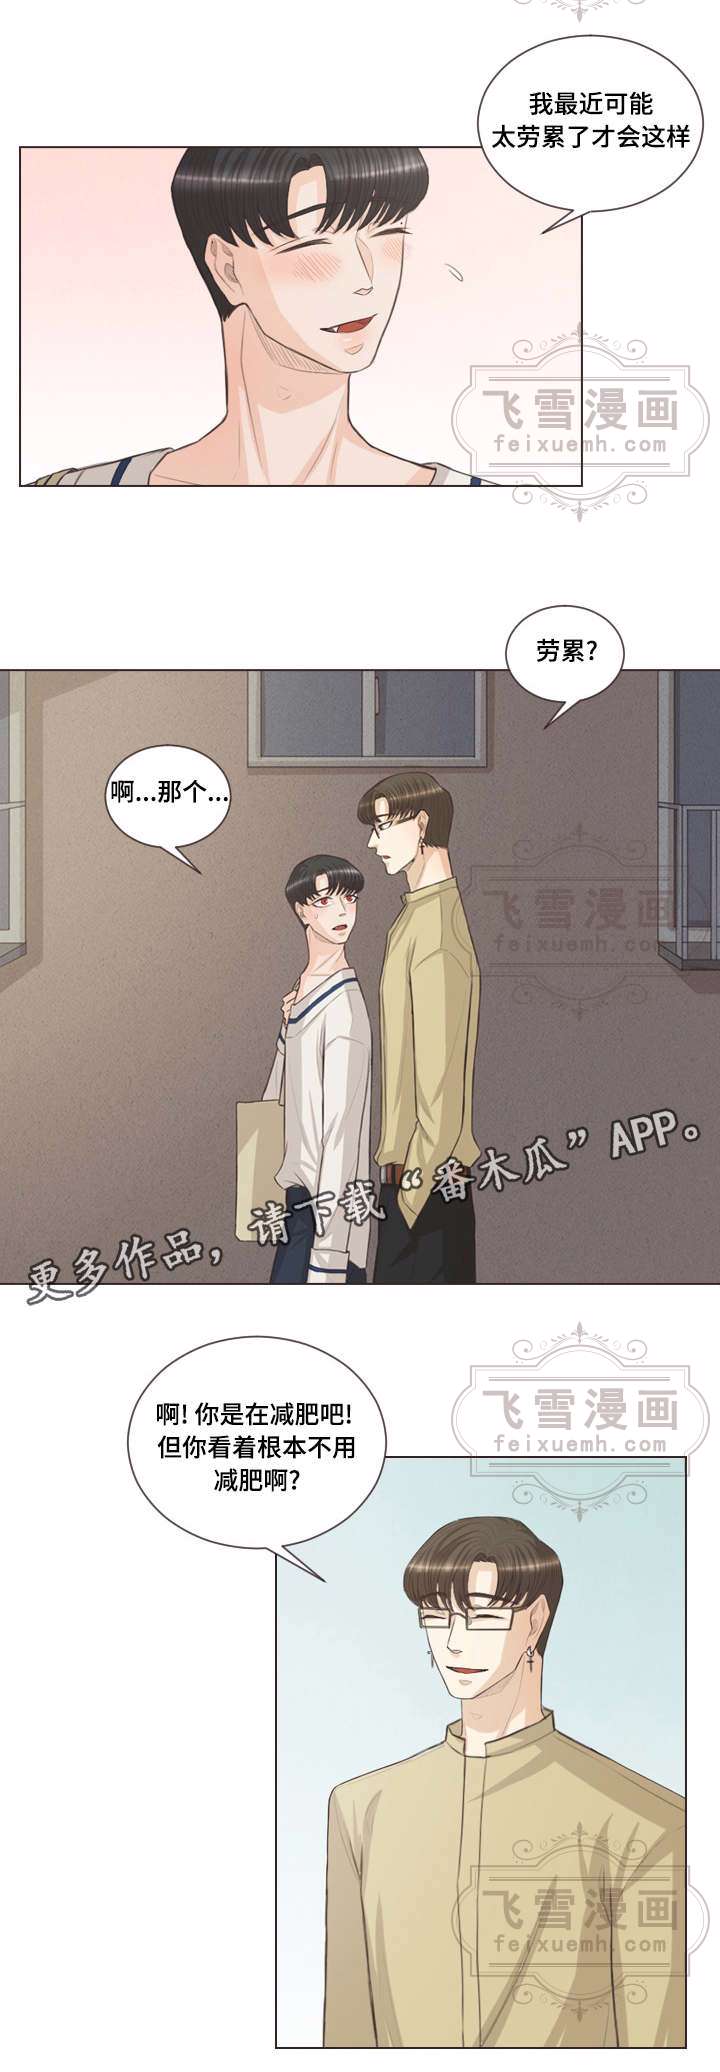 我最近可能
太劳累了才会这样
飞雪漫画
feixuemh.com
劳累?
啊...那个...
飞雪漫画
feixuemh.com
更多作品，请下载“番木瓜”APP。
飞雪漫画
feixuemh.com
啊! 你是在减肥吧!
但你看着根本不用
减肥啊?
飞雪漫画
feixuemh.com